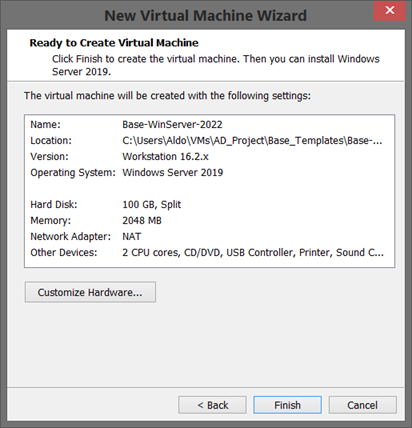 New Virtual Machine Wizard
Ready to Create Virtual Machine
Click Finish to create the virtual machine. Then you can install Windows
Server 2019.
The virtual machine will be created with the following settings:
Name: Base-WinServer-2022
Location: C:\Users\Aldo\VMs\AD_Project\Base_Templates\Base-...
Version: Workstation 16.2.x
Operating System: Windows Server 2019
Hard Disk: 100 GB, Split
Memory: 2048 MB
Network Adapter: NAT
Other Devices: 2 CPU cores, CD/DVD, USB Controller, Printer, Sound C...
Customize Hardware...
< Back Finish Cancel